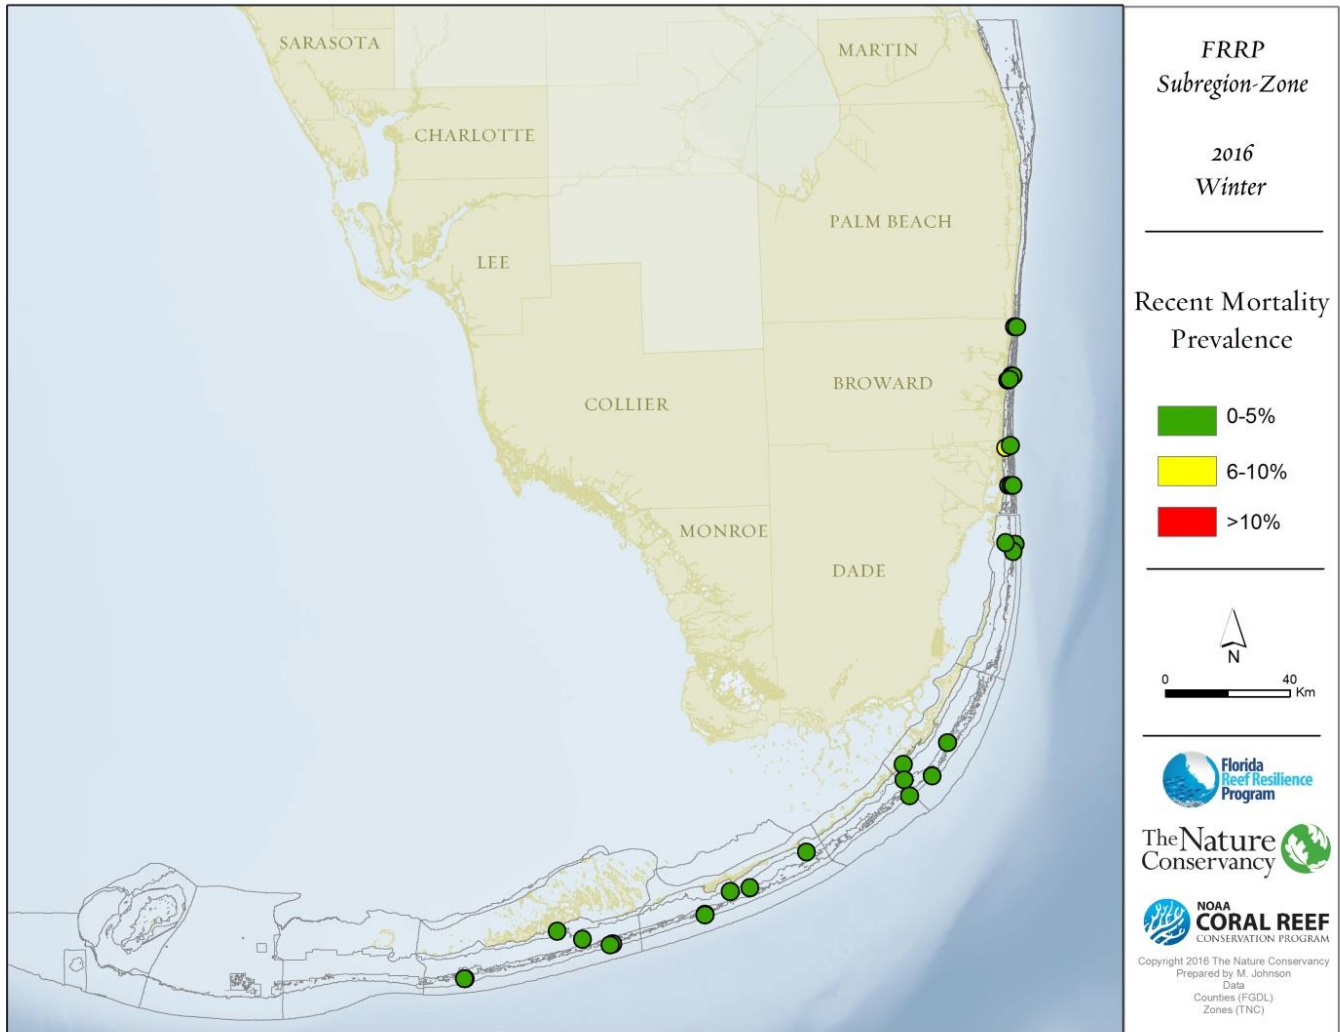 SARASOTA
MARTIN
CHARLOTTE
PALM BEACH
LEE
BROWARD
COLLIER
MONROE
DADE
FRRP
Subregion-Zone
2016
Winter
Recent Mortality
Prevalence
0-5%
6-10%
>10%
N
0 40
Km
Florida
Reef Resilience
Program
The Nature
Conservancy
NOAA
CORAL REEF
CONSERVATION PROGRAM
Copyright 2016 The Nature Conservancy
Prepared by M. Johnson
Data
Counties (FGDL)
Zones (TNC)